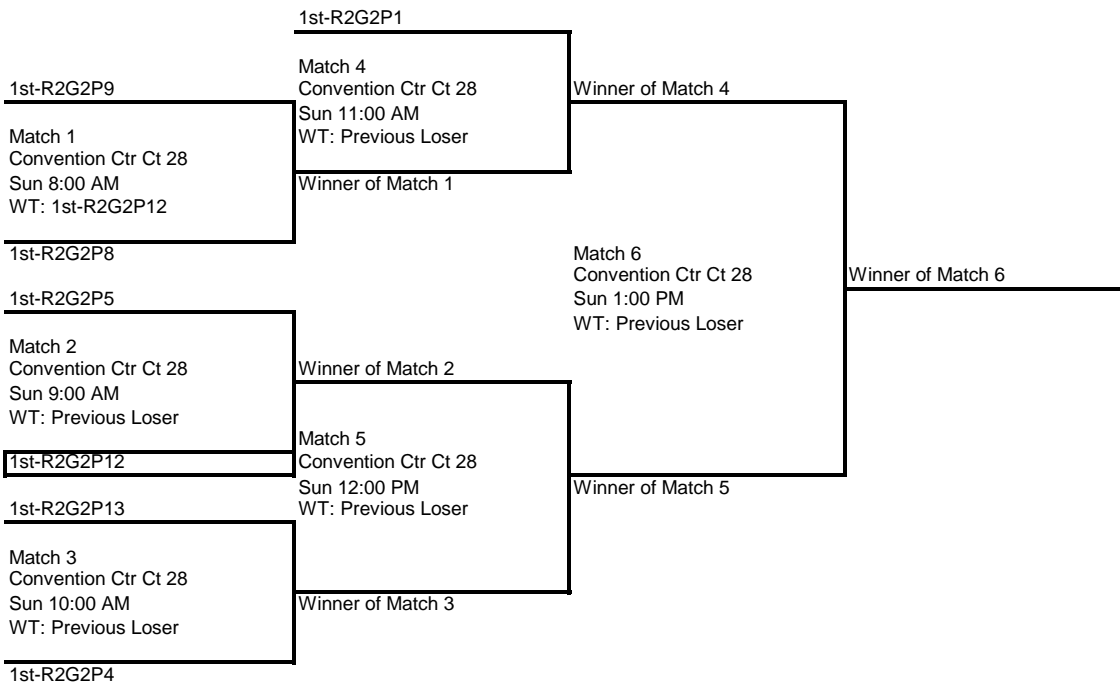 1st-R2G2P1
Match 4
Convention Ctr Ct 28
Sun 11:00 AM
WT: Previous Loser
1st-R2G2P9
Winner of Match 4
Match 1
Convention Ctr Ct 28
Sun 8:00 AM
WT: 1st-R2G2P12
Winner of Match 1
1st-R2G2P8
Match 6
Convention Ctr Ct 28
Sun 1:00 PM
WT: Previous Loser
Winner of Match 6
1st-R2G2P5
Match 2
Convention Ctr Ct 28
Sun 9:00 AM
WT: Previous Loser
Winner of Match 2
1st-R2G2P12
Match 5
Convention Ctr Ct 28
Sun 12:00 PM
WT: Previous Loser
Winner of Match 5
1st-R2G2P13
Match 3
Convention Ctr Ct 28
Sun 10:00 AM
WT: Previous Loser
Winner of Match 3
1st-R2G2P4